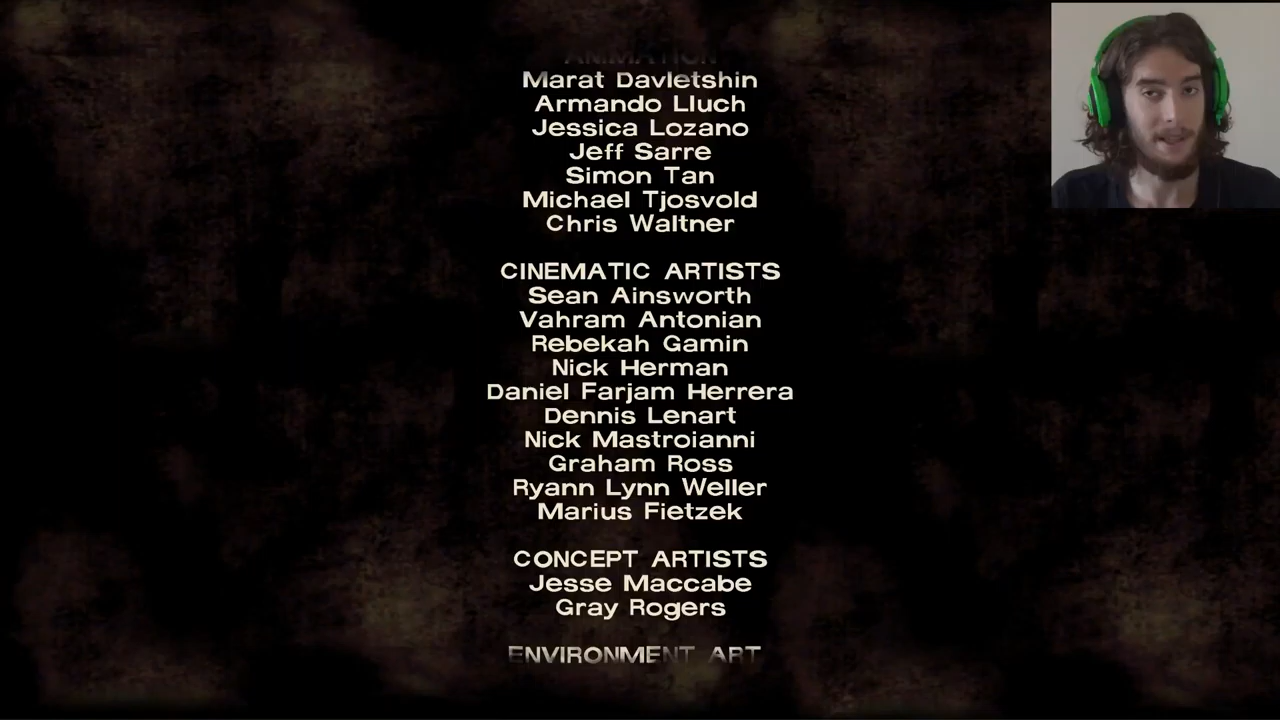 ANIMATION
Marat Davletshin
Armando Lluch
Jessica Lozano
Jeff Sarre
Simon Tan
Michael Tjosvold
Chris Waltner
CINEMATIC ARTISTS
Sean Ainsworth
Vahram Antonian
Rebekah Gamin
Nick Herman
Daniel Farjam Herrera
Dennis Lenart
Nick Mastroianni
Graham Ross
Ryann Lynn Weller
Marius Fietzek
CONCEPT ARTISTS
Jesse Maccabe
Gray Rogers
ENVIRONMENT ART